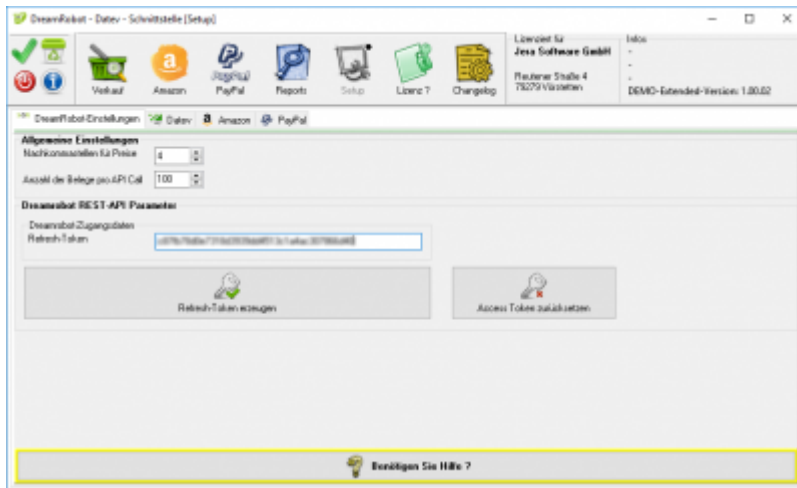 DreamRobot - Datev - Schnittstelle [Setup]
Verkauf
Amazon
PayPal
PayPal
Reports
Setup
Lizenz ?
Changelog
Lizenziert für
Jera Software GmbH
Reutener Straße 4
79279 Vörstetten
Infos
-
-
-
DEMO-Extended-Version: 1.00.02
DreamRobot-Einstellungen
Datev
Amazon
PayPal
Allgemeine Einstellungen
Nachkommastellen für Preise
4
Anzahl der Belege pro API Call
100
Dreamrobot REST-API Parameter
Dreamrobot-Zugangsdaten
Refresh-Token
Refresh-Token erzeugen
Access Token zurücksetzen
Benötigen Sie Hilfe ?